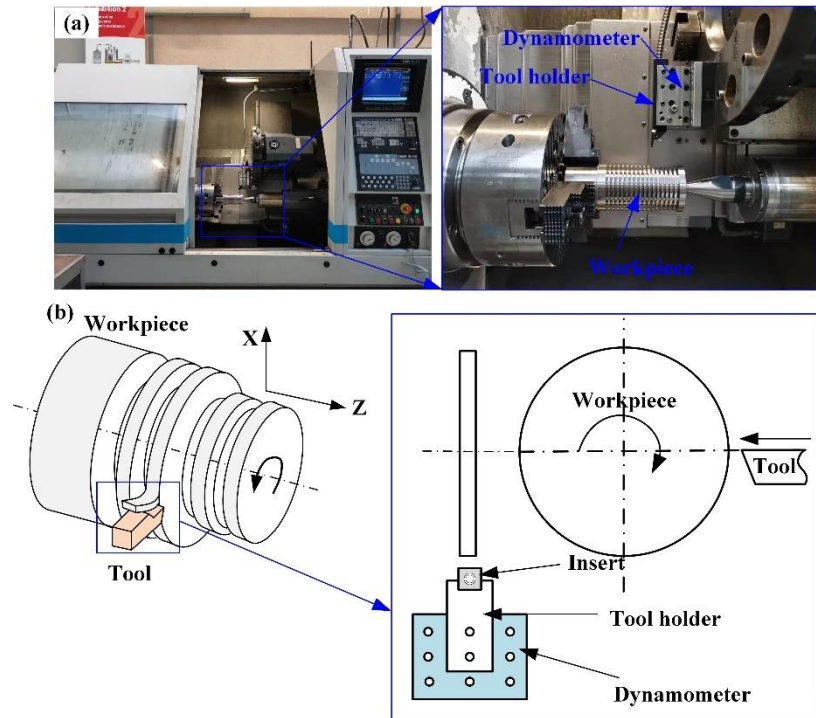 (a)
Dynamometer
Tool holder
Workpiece
(b)
Workpiece
X
Z
Tool
Workpiece
Tool
Insert
Tool holder
Dynamometer